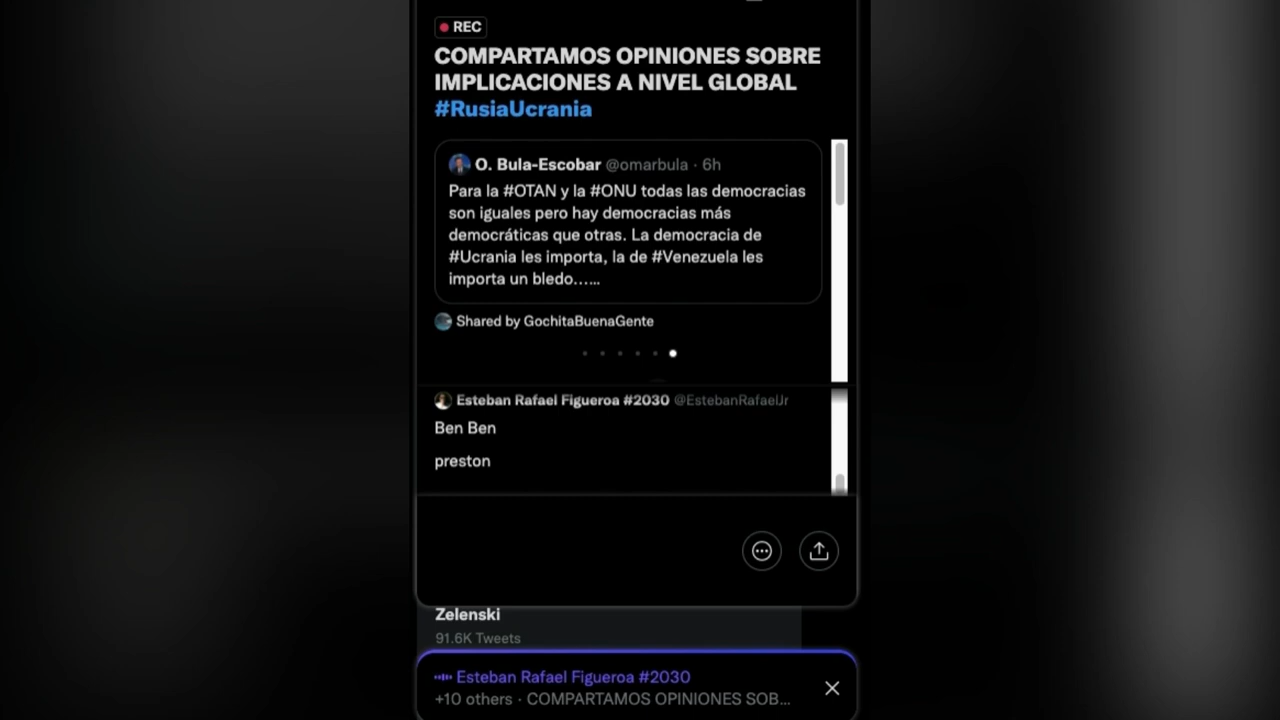 REC
COMPARTAMOS OPINIONES SOBRE
IMPLICACIONES A NIVEL GLOBAL
#RusiaUcrania
O. Bula-Escobar @omarbula · 6h
Para la #OTAN y la #ONU todas las democracias
son iguales pero hay democracias más
democráticas que otras. La democracia de
#Ucrania les importa, la de #Venezuela les
importa un bledo......
Shared by GochitaBuenaGente
Esteban Rafael Figueroa #2030 @EstebanRafaelJr
Ben Ben
preston
Zelenski
91.6K Tweets
Esteban Rafael Figueroa #2030
+10 others · COMPARTAMOS OPINIONES SOB...